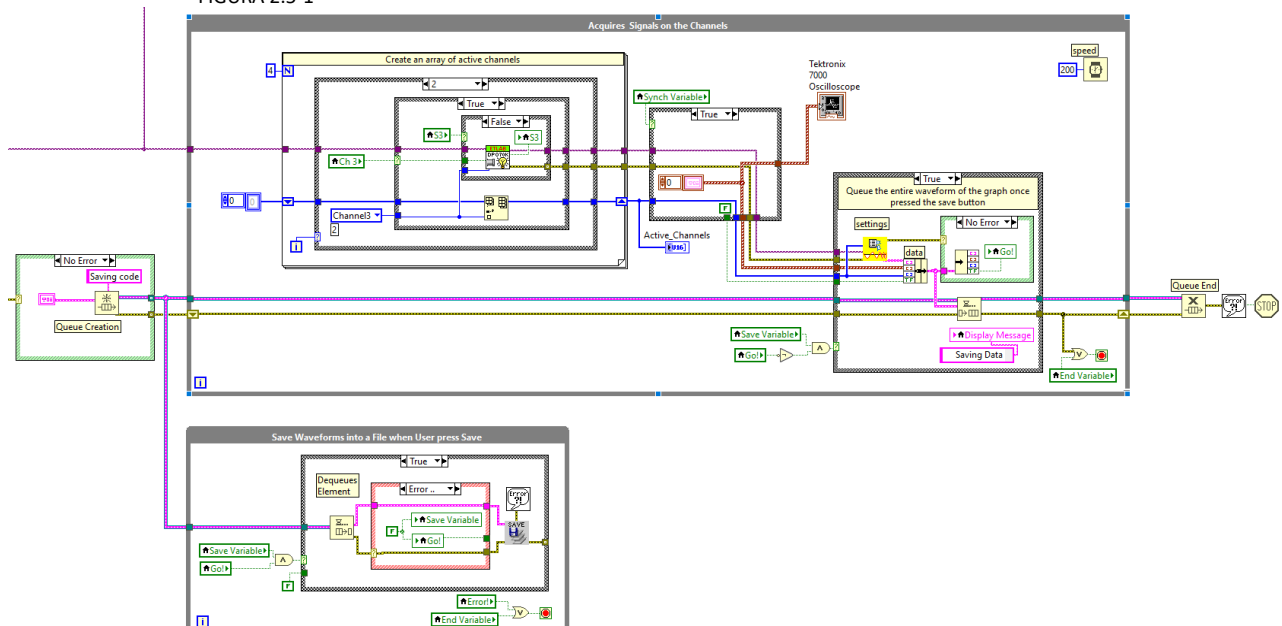 FIGURA 2.3-1
Acquires Signals on the Channels
Create an array of active channels
4
N
2
True
False
S3
S3
Ch 3
0
0
Channel3
2
i
Synch Variable
True
0
F
Active_Channels
U16
Tektronix
7000
Oscilloscope
speed
200
True
Queue the entire waveform of the graph once
pressed the save button
settings
No Error
data
Go!
Display Message
Saving Data
Save Variable
Go!
End Variable
Queue End
Error
?!
STOP
i
No Error
Saving code
Queue Creation
Save Waveforms into a File when User press Save
True
Dequeues
Element
Error ..
Save Variable
F
Go!
Error
?!
SAVE
Save Variable
Go!
F
Error!
End Variable
i